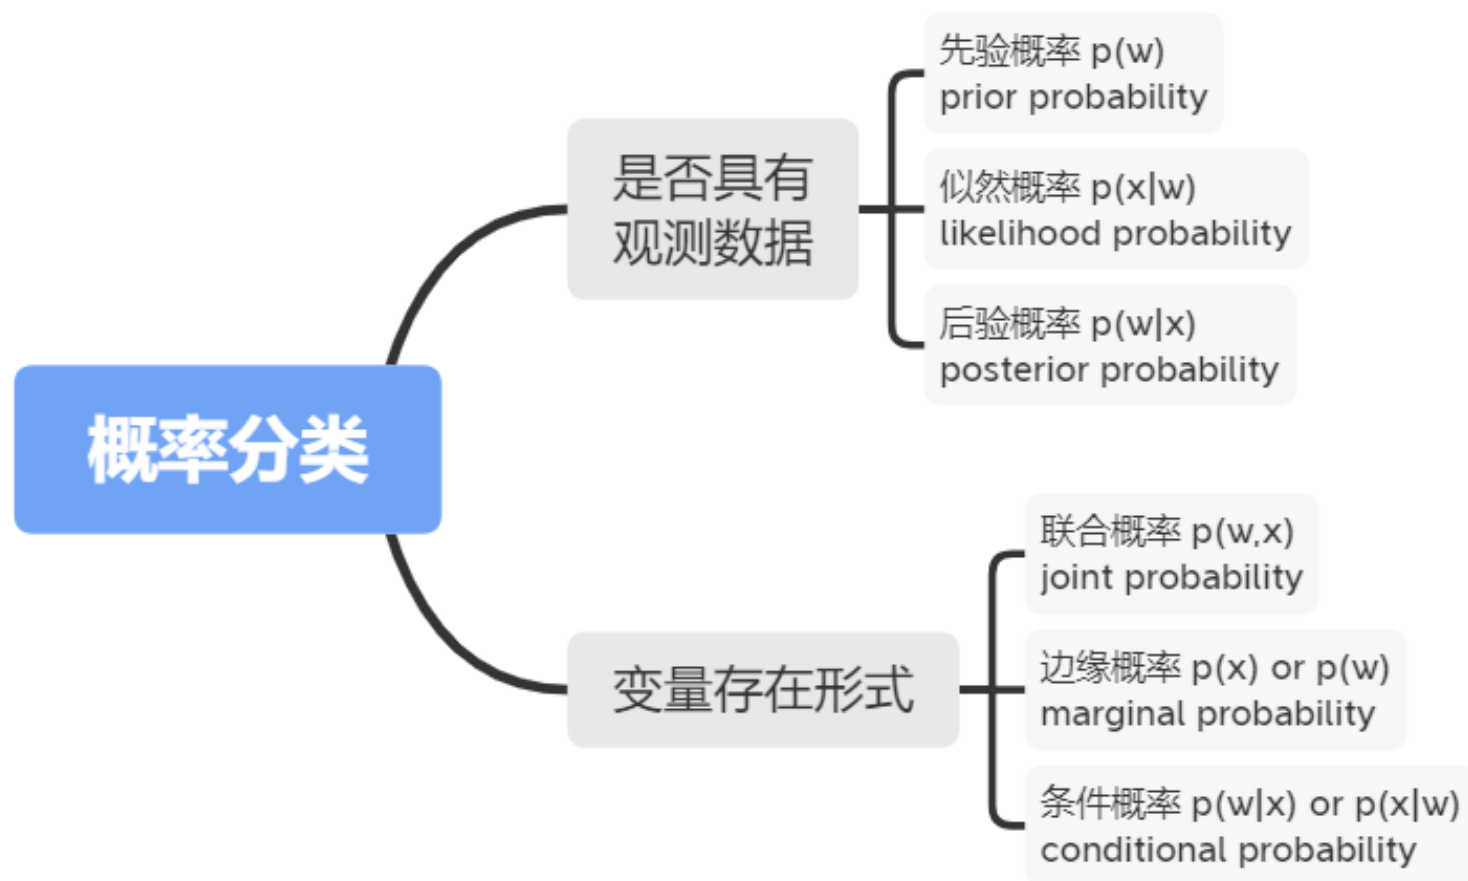 概率分类
是否具有
观测数据
先验概率 p(w)
prior probability
似然概率 p(x|w)
likelihood probability
后验概率 p(w|x)
posterior probability
变量存在形式
联合概率 p(w,x)
joint probability
边缘概率 p(x) or p(w)
marginal probability
条件概率 p(w|x) or p(x|w)
conditional probability